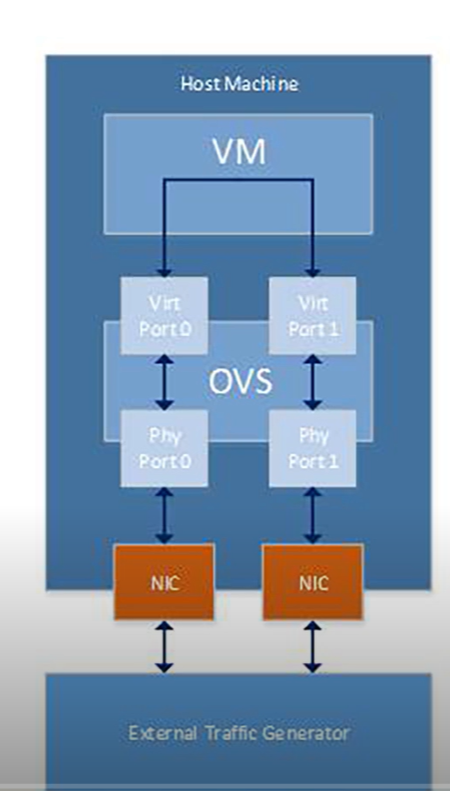 Host Machine
VM
Virt
Port 0
Virt
Port 1
OVS
Phy
Port 0
Phy
Port 1
NIC
NIC
External Traffic Generator